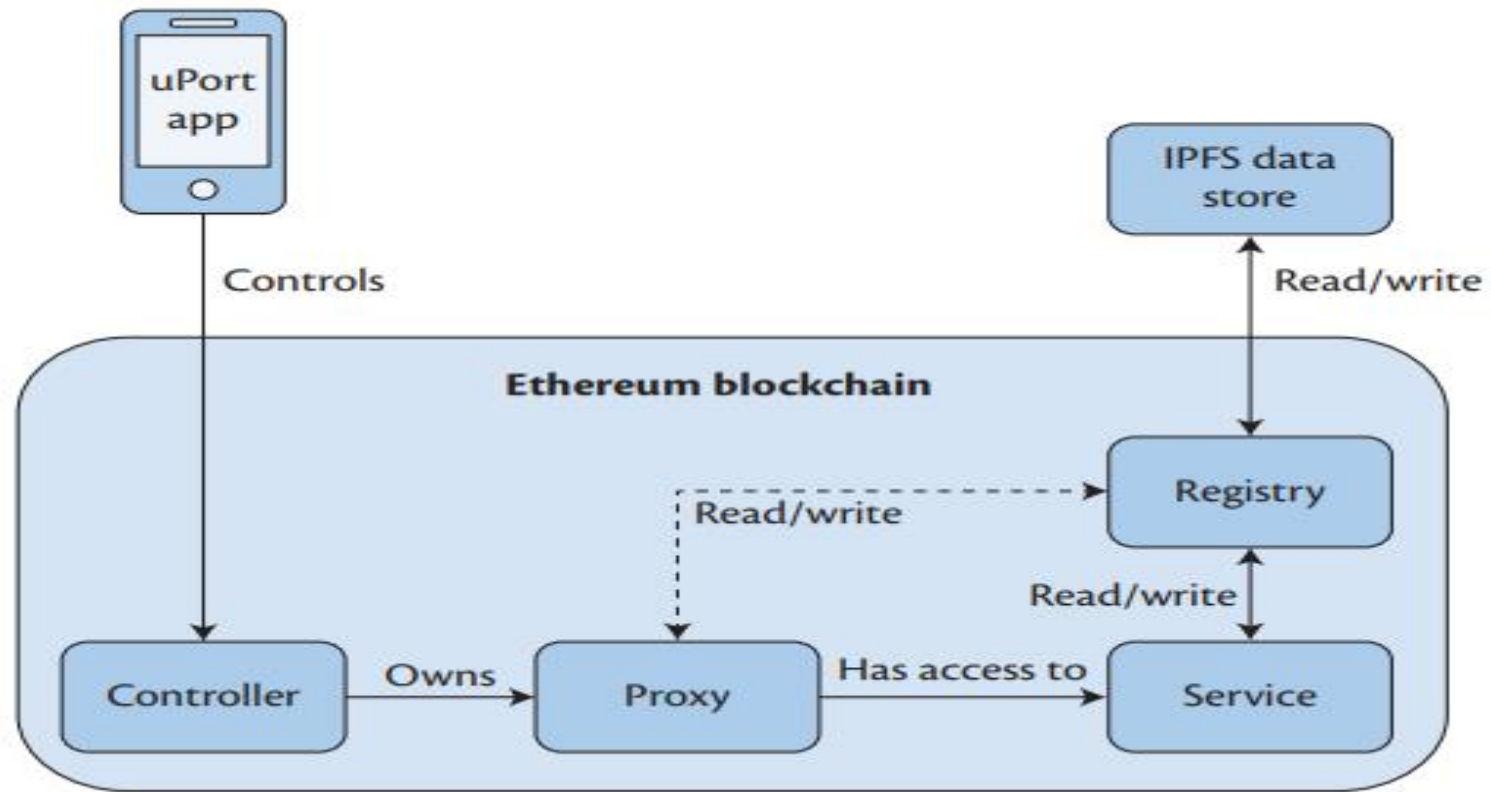 uPort
app
IPFS data
store
Controls
Read/write
Ethereum blockchain
Registry
Read/write
Read/write
Controller
Owns
Proxy
Has access to
Service